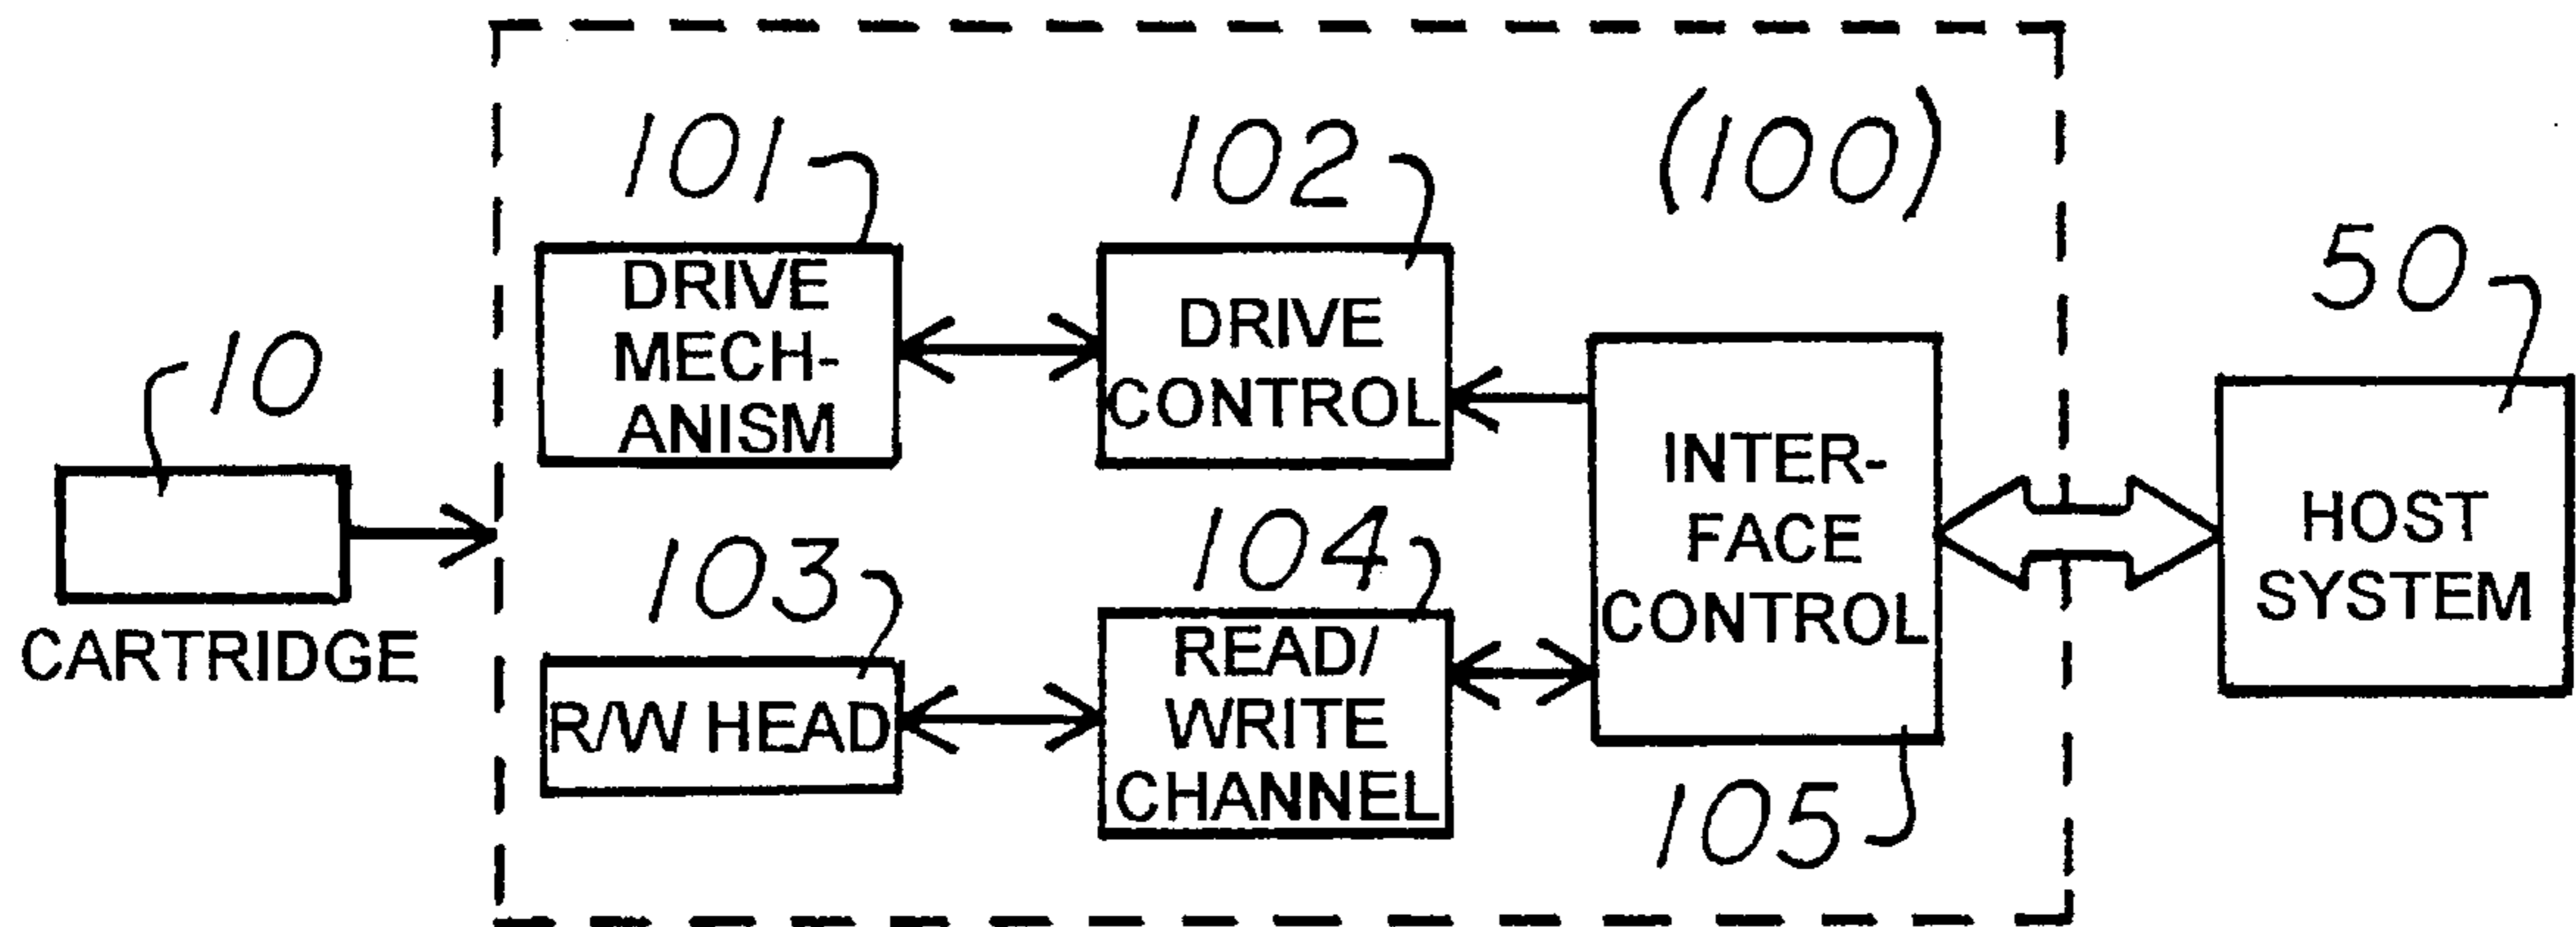 10
CARTRIDGE
(100)
101
DRIVE
MECH-
ANISM
102
DRIVE
CONTROL
103
R/W HEAD
104
READ/
WRITE
CHANNEL
INTER-
FACE
CONTROL
105
50
HOST
SYSTEM